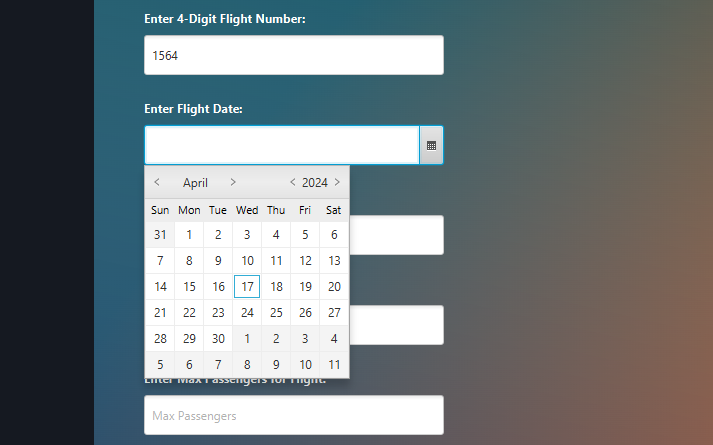 Enter 4-Digit Flight Number:
1564
Enter Flight Date:
April 2024
Sun Mon Tue Wed Thu Fri Sat
31 1 2 3 4 5 6
7 8 9 10 11 12 13
14 15 16 17 18 19 20
21 22 23 24 25 26 27
28 29 30 1 2 3 4
5 6 7 8 9 10 11
Enter Max Passengers for Flight:
Max Passengers